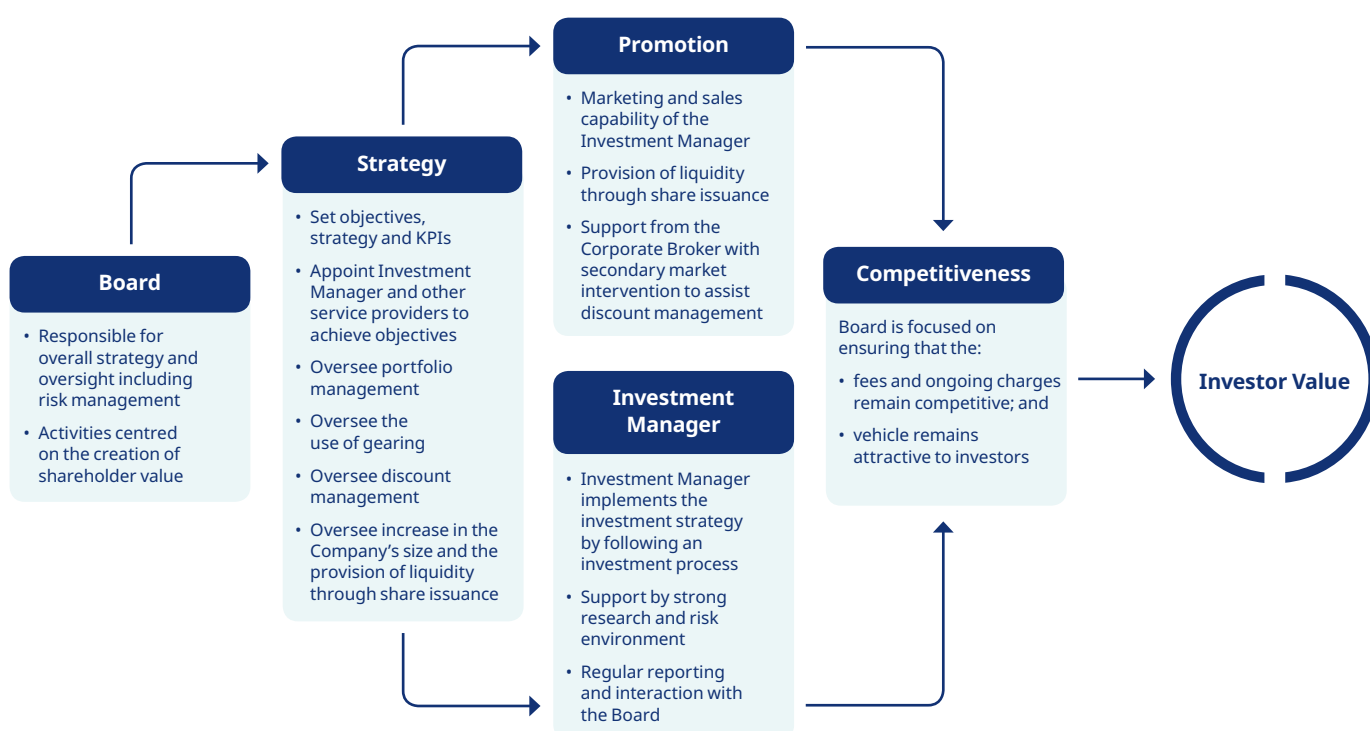 Board
• Responsible for
overall strategy and
oversight including
risk management
• Activities centred
on the creation of
shareholder value
Strategy
• Set objectives,
strategy and KPIs
• Appoint Investment
Manager and other
service providers to
achieve objectives
• Oversee portfolio
management
• Oversee the
use of gearing
• Oversee discount
management
• Oversee increase in the
Company’s size and the
provision of liquidity
through share issuance
Promotion
• Marketing and sales
capability of the
Investment Manager
• Provision of liquidity
through share issuance
• Support from the
Corporate Broker with
secondary market
intervention to assist
discount management
Investment
Manager
• Investment Manager
implements the
investment strategy
by following an
investment process
• Support by strong
research and risk
environment
• Regular reporting
and interaction with
the Board
Competitiveness
Board is focused on
ensuring that the:
• fees and ongoing charges
remain competitive; and
• vehicle remains
attractive to investors
Investor Value